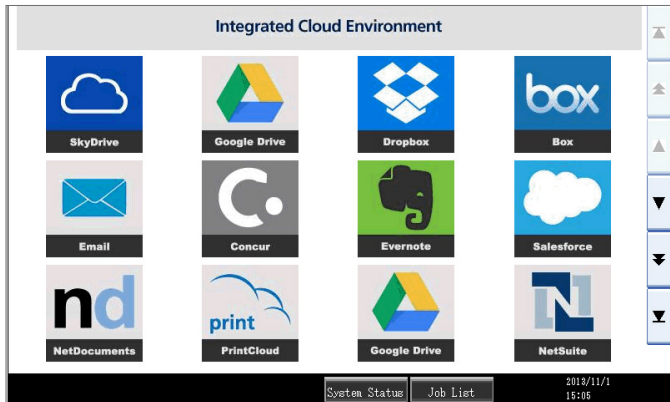 Integrated Cloud Environment
box
SkyDrive Google Drive Dropbox Box
Email Concur Evernote Salesforce
nd print N
NetDocuments PrintCloud Google Drive NetSuite
System Status Job List 2013/11/1
15:05